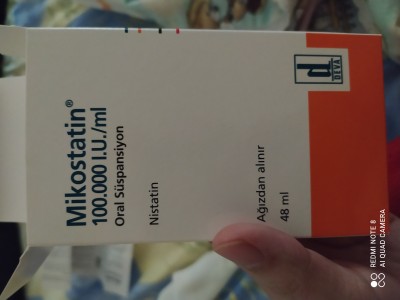 Mikostatin®
100.000 I.U./ml
Oral Süspansiyon
Nistatin
Ağızdan alınır
48 ml
DEVA
REDMI NOTE 8
AI QUAD CAMERA